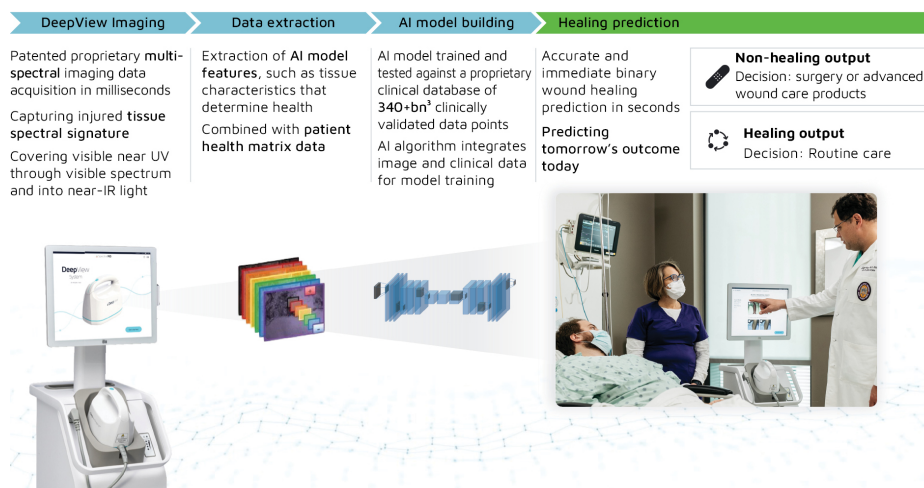 DeepView Imaging
Data extraction
AI model building
Healing prediction
Patented proprietary multi-
spectral imaging data
acquisition in milliseconds
Capturing injured tissue
spectral signature
Covering visible near UV
through visible spectrum
and into near-IR light
Extraction of AI model
features, such as tissue
characteristics that
determine health
Combined with patient
health matrix data
AI model trained and
tested against a proprietary
clinical database of
340+bn³ clinically
validated data points
AI algorithm integrates
image and clinical data
for model training
Accurate and
immediate binary
wound healing
prediction in seconds
Predicting
tomorrow's outcome
today
Non-healing output
Decision: surgery or advanced
wound care products
Healing output
Decision: Routine care
DeepView
System